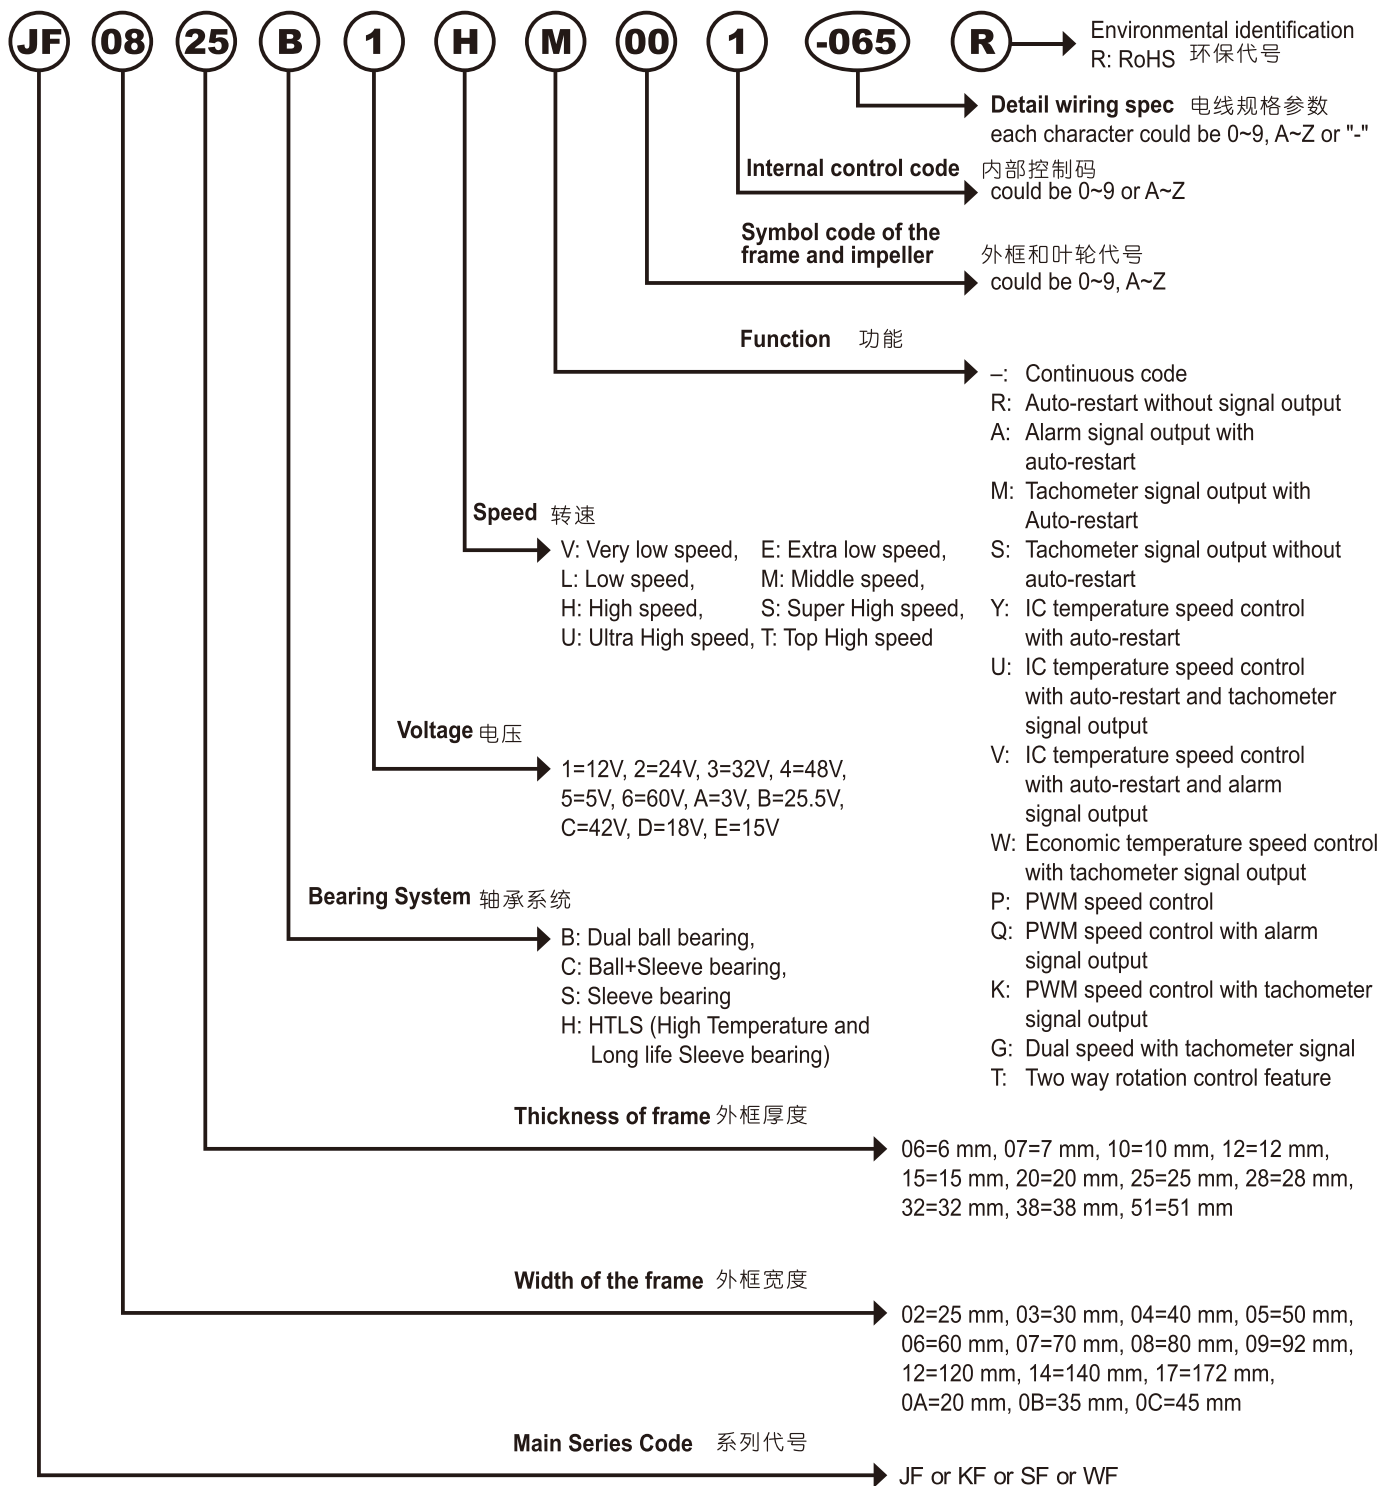 JF 08 25 B 1 H M 00 1 -065 R
Environmental identification
R: RoHS 环保代号
Detail wiring spec 电线规格参数
each character could be 0~9, A~Z or "-"
Internal control code 内部控制码
could be 0~9 or A~Z
Symbol code of the
frame and impeller 外框和叶轮代号
could be 0~9, A~Z
Function 功能
–: Continuous code
R: Auto-restart without signal output
A: Alarm signal output with
auto-restart
M: Tachometer signal output with
Auto-restart
S: Tachometer signal output without
auto-restart
Y: IC temperature speed control
with auto-restart
U: IC temperature speed control
with auto-restart and tachometer
signal output
V: IC temperature speed control
with auto-restart and alarm
signal output
W: Economic temperature speed control
with tachometer signal output
P: PWM speed control
Q: PWM speed control with alarm
signal output
K: PWM speed control with tachometer
signal output
G: Dual speed with tachometer signal
T: Two way rotation control feature
Speed 转速
V: Very low speed, E: Extra low speed,
L: Low speed, M: Middle speed,
H: High speed, S: Super High speed,
U: Ultra High speed, T: Top High speed
Voltage 电压
1=12V, 2=24V, 3=32V, 4=48V,
5=5V, 6=60V, A=3V, B=25.5V,
C=42V, D=18V, E=15V
Bearing System 轴承系统
B: Dual ball bearing,
C: Ball+Sleeve bearing,
S: Sleeve bearing
H: HTLS (High Temperature and
Long life Sleeve bearing)
Thickness of frame 外框厚度
06=6 mm, 07=7 mm, 10=10 mm, 12=12 mm,
15=15 mm, 20=20 mm, 25=25 mm, 28=28 mm,
32=32 mm, 38=38 mm, 51=51 mm
Width of the frame 外框宽度
02=25 mm, 03=30 mm, 04=40 mm, 05=50 mm,
06=60 mm, 07=70 mm, 08=80 mm, 09=92 mm,
12=120 mm, 14=140 mm, 17=172 mm,
0A=20 mm, 0B=35 mm, 0C=45 mm
Main Series Code 系列代号
JF or KF or SF or WF